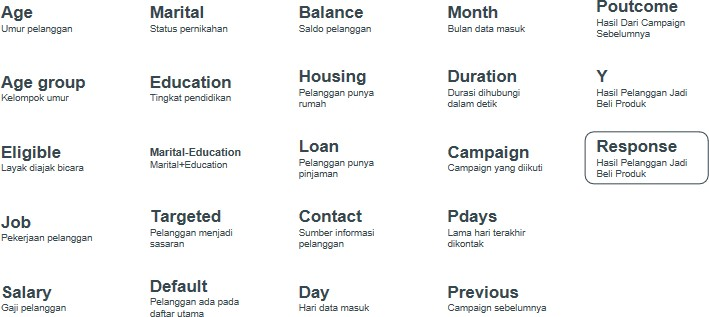 Age
Umur pelanggan
Age group
Kelompok umur
Eligible
Layak diajak bicara
Job
Pekerjaan pelanggan
Salary
Gaji pelanggan
Marital
Status pernikahan
Education
Tingkat pendidikan
Marital-Education
Marital+Education
Targeted
Pelanggan menjadi
sasaran
Default
Pelanggan ada pada
daftar utama
Balance
Saldo pelanggan
Housing
Pelanggan punya
rumah
Loan
Pelanggan punya
pinjaman
Contact
Sumber informasi
pelanggan
Day
Hari data masuk
Month
Bulan data masuk
Duration
Durasi dihubungi
dalam detik
Campaign
Campaign yang diikuti
Pdays
Lama hari terakhir
dikontak
Previous
Campaign sebelumnya
Poutcome
Hasil Dari Campaign
Sebelumnya
Y
Hasil Pelanggan Jadi
Beli Produk
Response
Hasil Pelanggan Jadi
Beli Produk